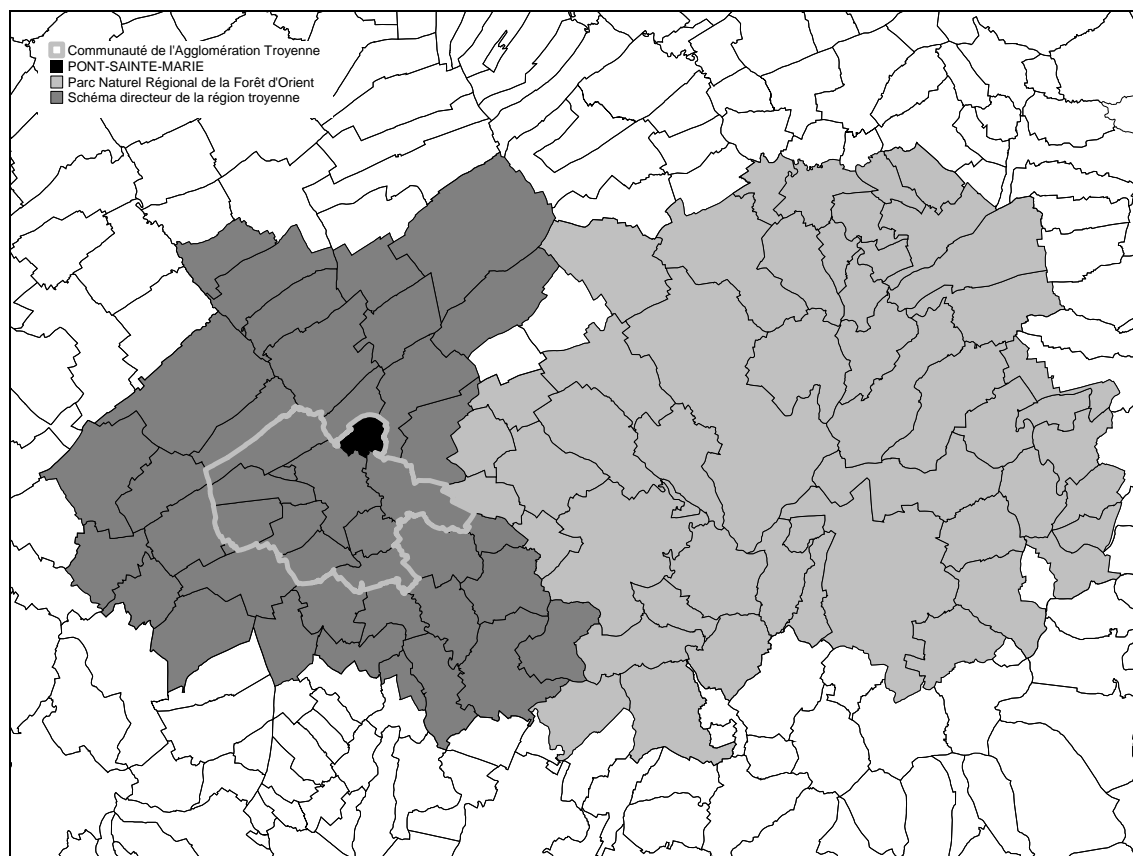 Communauté de l'Agglomération Troyenne
PONT-SAINTE-MARIE
Parc Naturel Régional de la Forêt d'Orient
Schéma directeur de la région troyenne